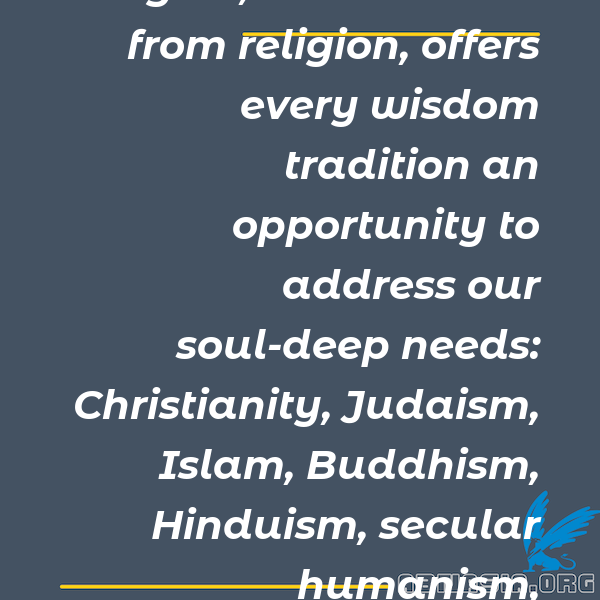 from religion, offers
every wisdom
tradition an
opportunity to
address our
soul-deep needs:
Christianity, Judaism,
Islam, Buddhism,
Hinduism, secular
humanism,